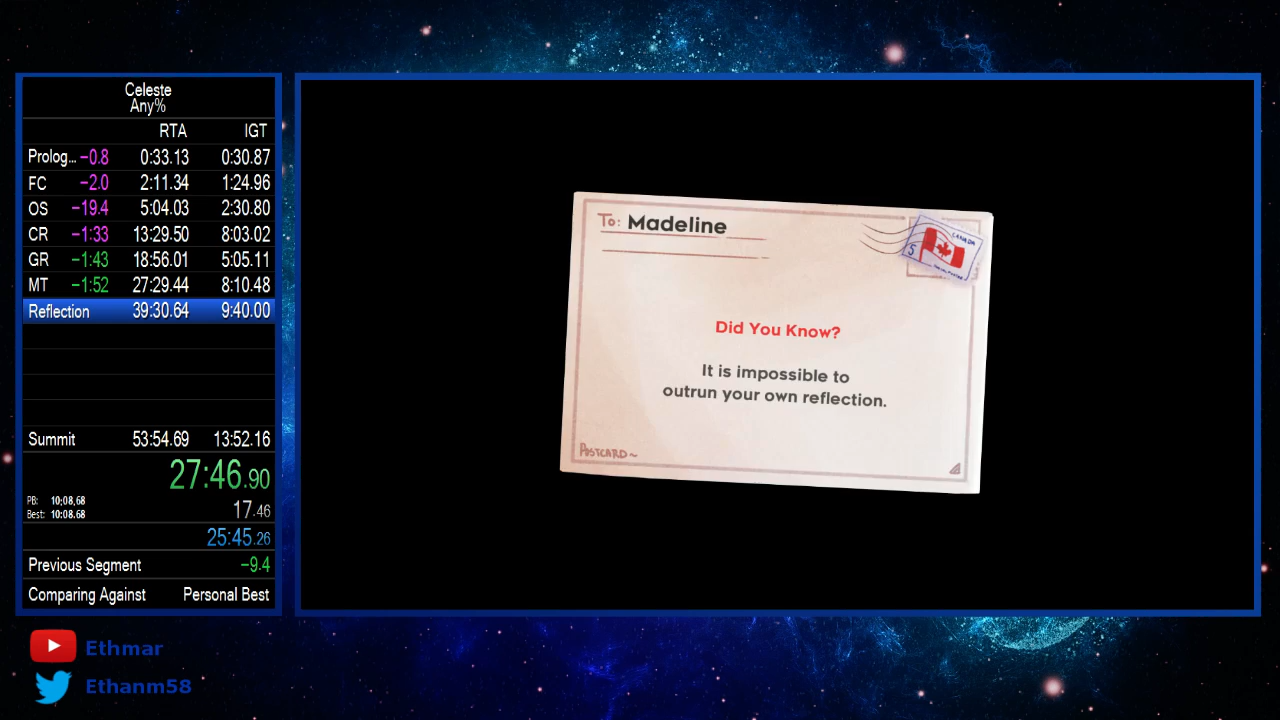 Celeste
Any%
RTA IGT
Prolog... −0.8 0:33.13 0:30.87
FC −2.0 2:11.34 1:24.96
OS −19.4 5:04.03 2:30.80
CR −1:33 13:29.50 8:03.02
GR −1:43 18:56.01 5:05.11
MT −1:52 27:29.44 8:10.48
Reflection 39:30.64 9:40.00
Summit 53:54.69 13:52.16
27:46.90
PB: 10:08.68
Best: 10:08.68
17.46
25:45.26
Previous Segment −9.4
Comparing Against Personal Best
Ethmar
Ethanm58
To: Madeline
CANADA
5
Did You Know?
It is impossible to
outrun your own reflection.
POSTCARD~